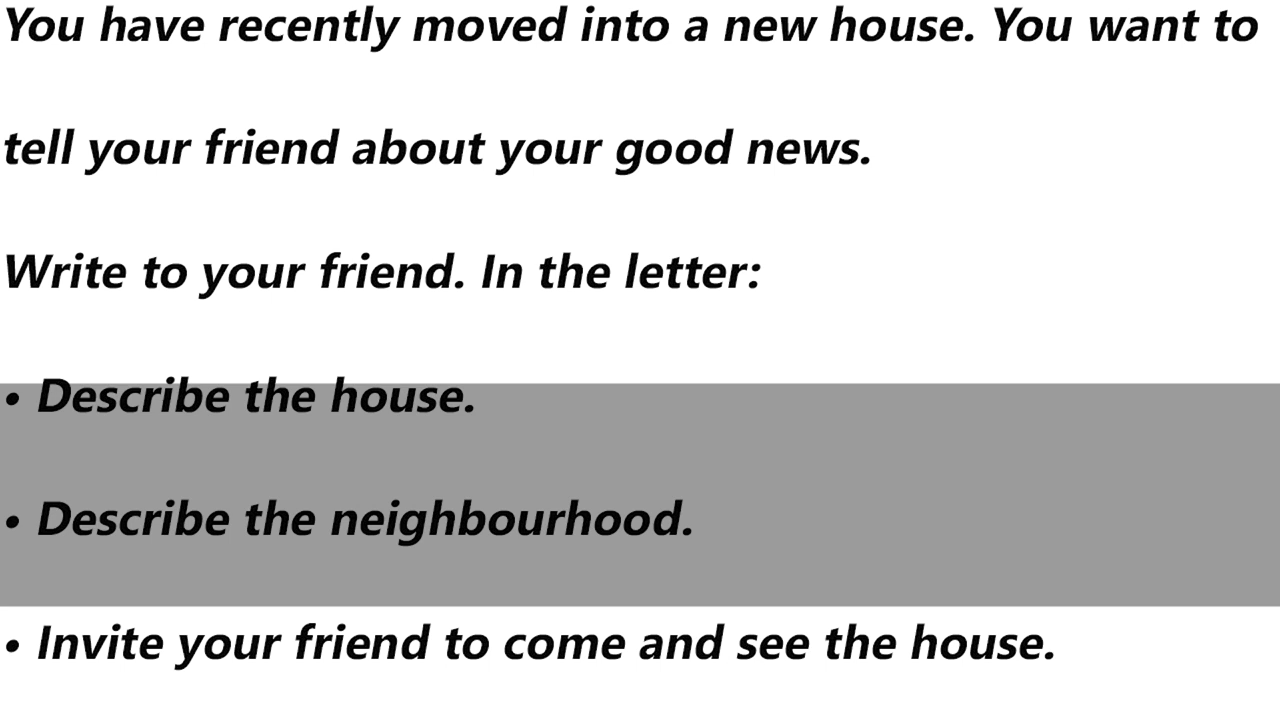 You have recently moved into a new house. You want to
tell your friend about your good news.
Write to your friend. In the letter:
• Describe the house.
• Describe the neighbourhood.
• Invite your friend to come and see the house.